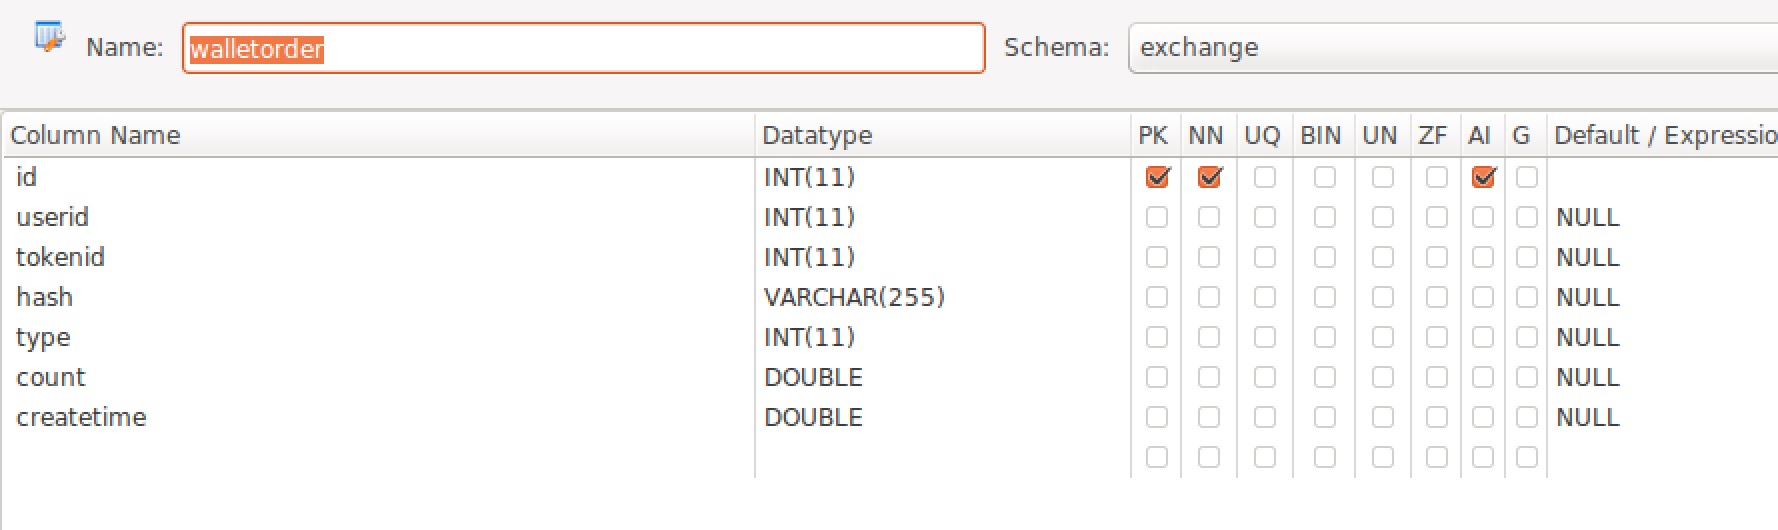 Name: walletorder Schema: exchange
Column Name Datatype PK NN UQ BIN UN ZF AI G Default / Expressio
id INT(11)
userid INT(11) NULL
tokenid INT(11) NULL
hash VARCHAR(255) NULL
type INT(11) NULL
count DOUBLE NULL
createtime DOUBLE NULL